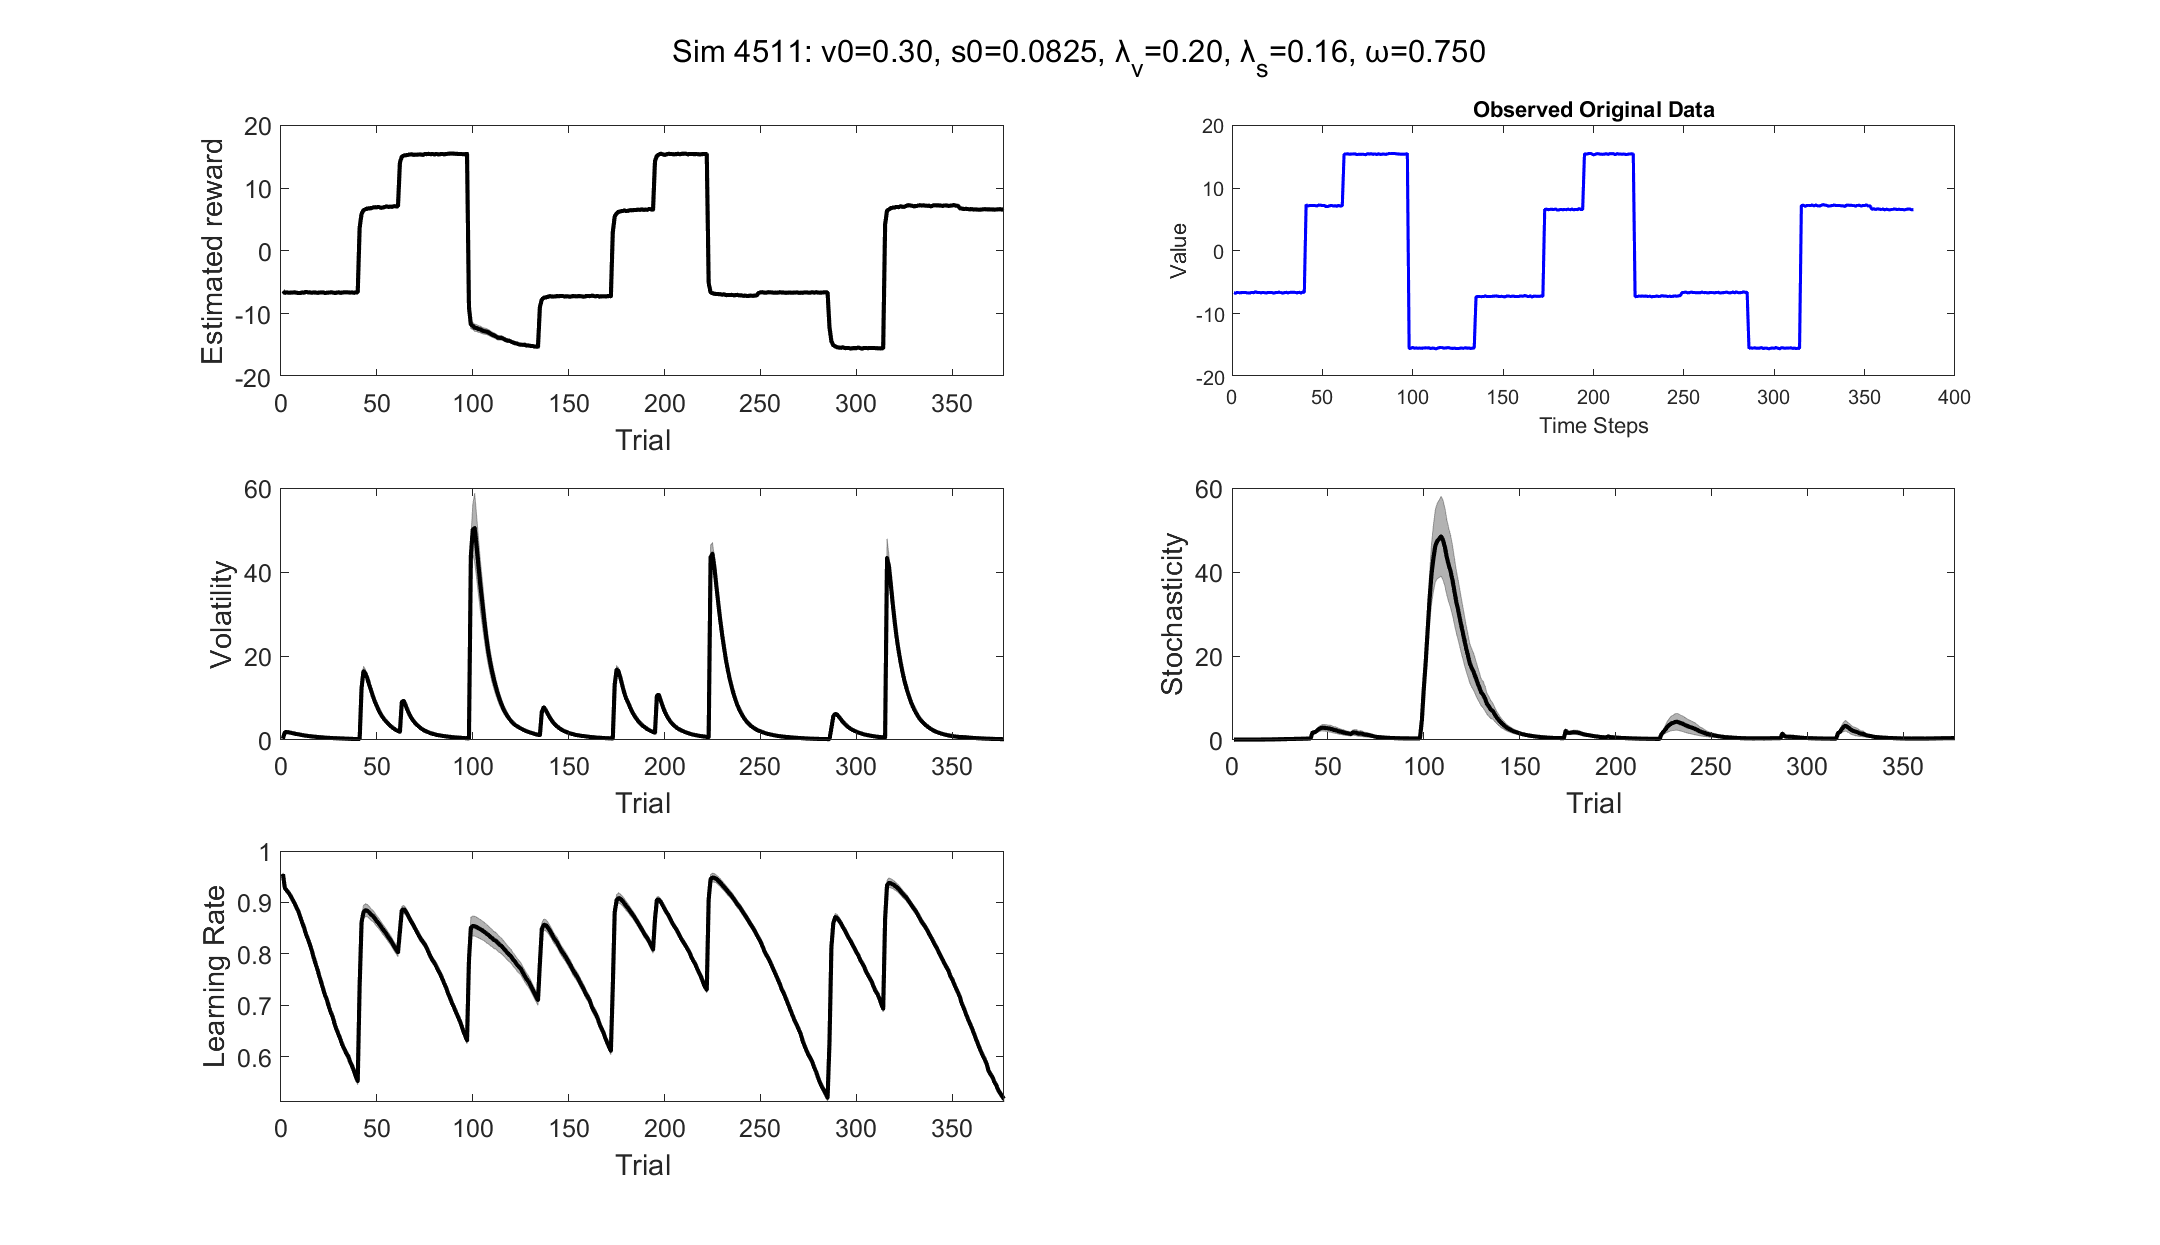 Sim 4511: v0=0.30, s0=0.0825, λv=0.20, λs=0.16, ω=0.750
Estimated reward
20
10
0
-10
-20
0 50 100 150 200 250 300 350
Trial
Observed Original Data
Value
20
10
0
-10
-20
0 50 100 150 200 250 300 350 400
Time Steps
Volatility
60
40
20
0
0 50 100 150 200 250 300 350
Trial
Stochasticity
60
40
20
0
0 50 100 150 200 250 300 350
Trial
Learning Rate
1
0.9
0.8
0.7
0.6
0 50 100 150 200 250 300 350
Trial